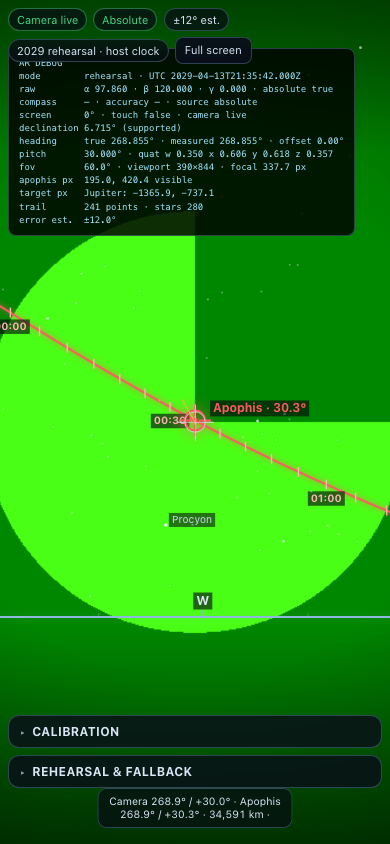 Camera live Absolute ±12° est.
2029 rehearsal · host clock Full screen
AR DEBUG
mode rehearsal · UTC 2029-04-13T21:35:42.000Z
raw α 97.860 · β 120.000 · γ 0.000 · absolute true
compass — · accuracy — · source absolute
screen 0° · touch false · camera live
declination 6.715° (supported)
heading true 268.855° · measured 268.855° · offset 0.00°
pitch 30.000° · quat w 0.350 x 0.606 y 0.618 z 0.357
fov 60.0° · viewport 390×844 · focal 337.7 px
apophis px 195.0, 420.4 visible
target px Jupiter: -1365.9, -737.1
trail 241 points · stars 280
error est. ±12.0°
00:00
Apophis · 30.3°
00:30
01:00
Procyon
W
▸ CALIBRATION
▸ REHEARSAL & FALLBACK
Camera 268.9° / +30.0° · Apophis
268.9° / +30.3° · 34,591 km ·